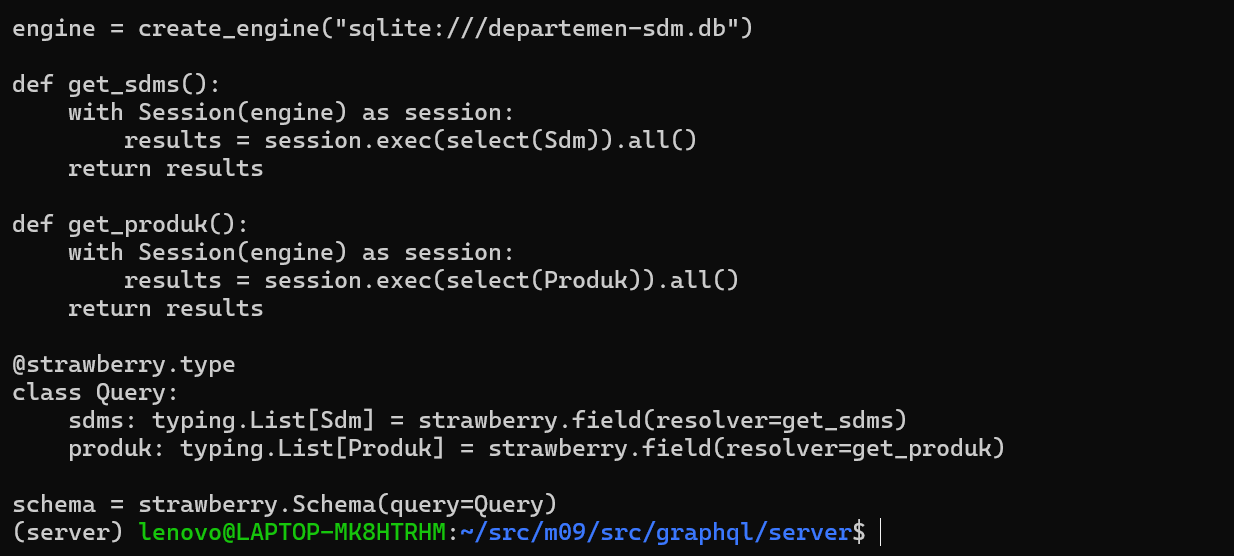 engine = create_engine("sqlite:///departemen-sdm.db")
def get_sdms():
    with Session(engine) as session:
        results = session.exec(select(Sdm)).all()
    return results
def get_produk():
    with Session(engine) as session:
        results = session.exec(select(Produk)).all()
    return results
@strawberry.type
class Query:
    sdms: typing.List[Sdm] = strawberry.field(resolver=get_sdms)
    produk: typing.List[Produk] = strawberry.field(resolver=get_produk)
schema = strawberry.Schema(query=Query)
(server) lenovo@LAPTOP-MK8HTRHM:~/src/m09/src/graphql/server$